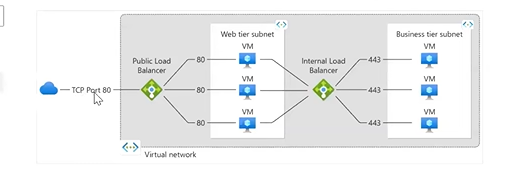 Web tier subnet
Business tier subnet
VM
VM
Public Load
Balancer
Internal Load
Balancer
80
443
VM
VM
TCP Port 80
80
443
VM
VM
80
443
Virtual network